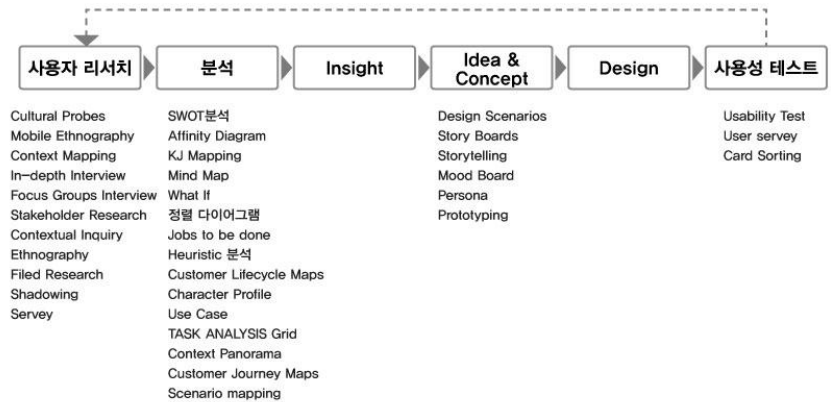 사용자 리서치
분석
Insight
Idea &
Concept
Design
사용성 테스트
Cultural Probes
Mobile Ethnography
Context Mapping
In-depth Interview
Focus Groups Interview
Stakeholder Research
Contextual Inquiry
Ethnography
Filed Research
Shadowing
Servey
SWOT분석
Affinity Diagram
KJ Mapping
Mind Map
What If
정렬 다이어그램
Jobs to be done
Heuristic 분석
Customer Lifecycle Maps
Character Profile
Use Case
TASK ANALYSIS Grid
Context Panorama
Customer Journey Maps
Scenario mapping
Design Scenarios
Story Boards
Storytelling
Mood Board
Persona
Prototyping
Usability Test
User servey
Card Sorting